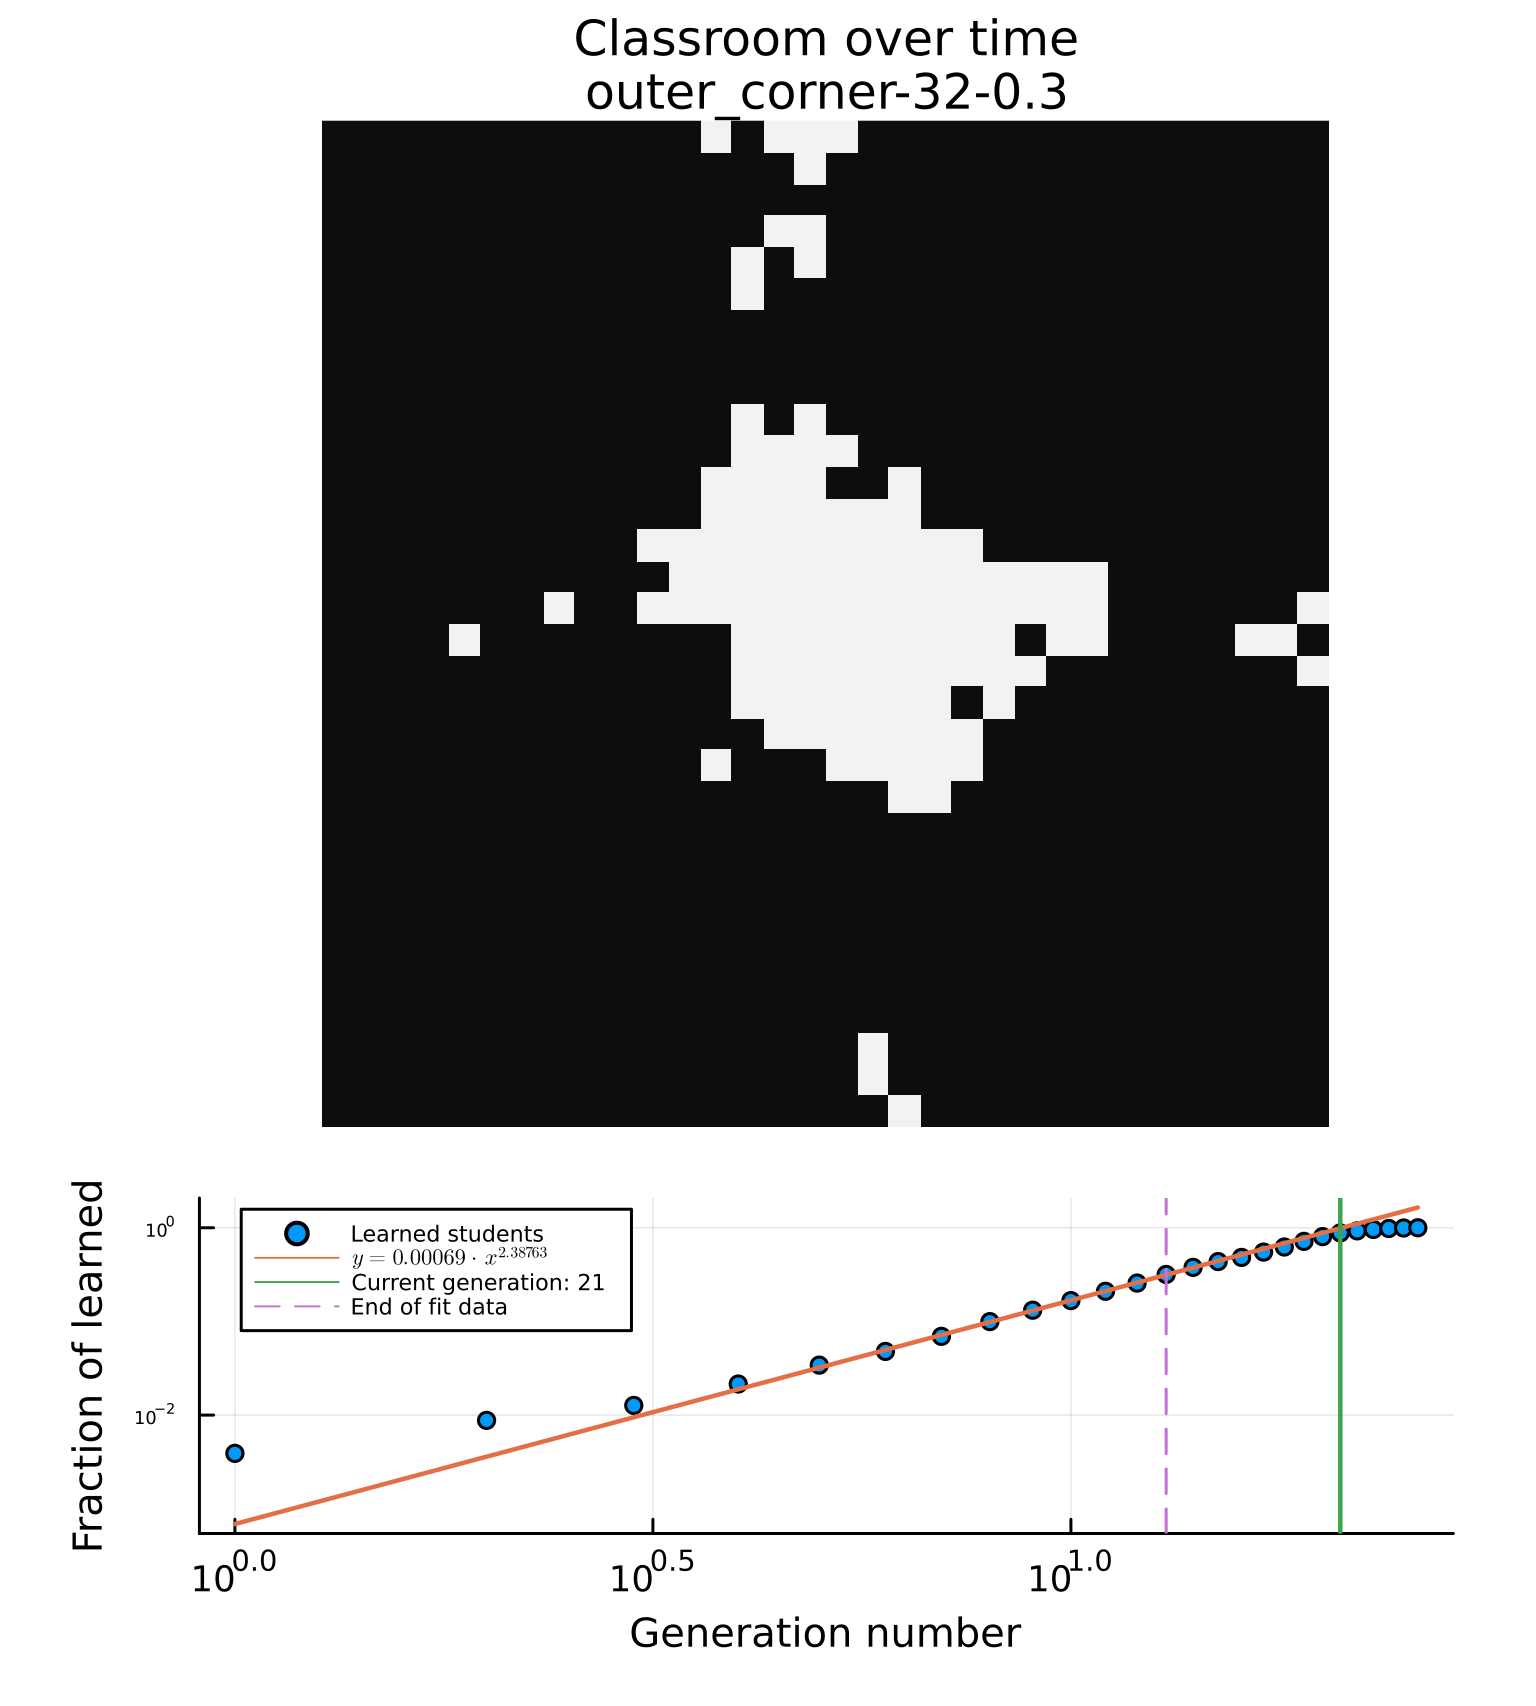 Classroom over time
outer_corner-32-0.3
Fraction of learned
10^0
10^−2
Learned students
y = 0.00069 · x^2.38763
Current generation: 21
End of fit data
10^0.0
10^0.5
10^1.0
Generation number